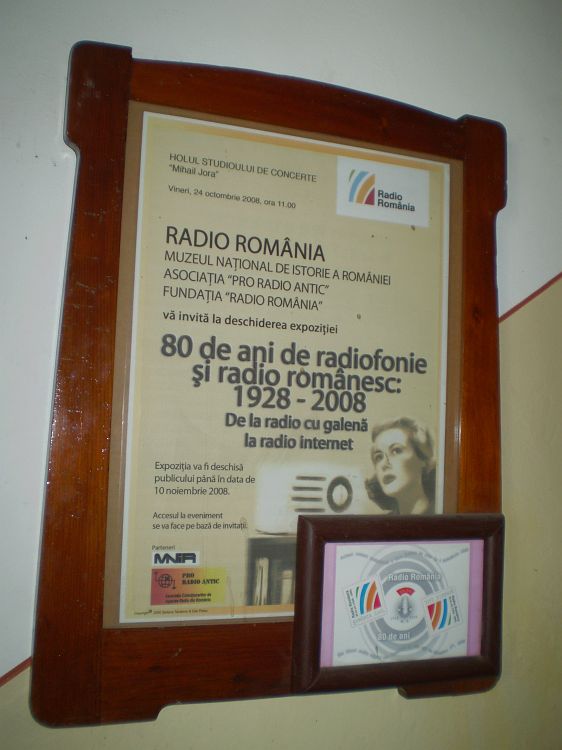 HOLUL STUDIOULUI DE CONCERTE
"Mihail Jora"
Vineri, 24 octombrie 2008, ora 11.00
Radio
România
RADIO ROMÂNIA
MUZEUL NAȚIONAL DE ISTORIE A ROMÂNIEI
ASOCIAȚIA "PRO RADIO ANTIC"
FUNDAȚIA "RADIO ROMÂNIA"
vă invită la deschiderea expoziției
80 de ani de radiofonie
și radio românesc:
1928 - 2008
De la radio cu galenă
la radio internet
Expoziția va fi deschisă
publicului până în data de
10 noiembrie 2008.
Accesul la eveniment
se va face pe bază de invitații.
Parteneri
MNIR
PRO
RADIO ANTIC
Radio România
80 de ani